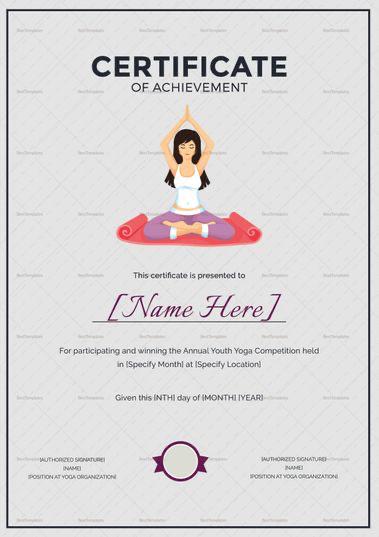 CERTIFICATE
OF ACHIEVEMENT
This certificate is presented to
[Name Here]
For participating and winning the Annual Youth Yoga Competition held
in [Specify Month] at [Specify Location]
Given this [NTH] day of [MONTH] [YEAR]
[AUTHORIZED SIGNATURE]
[NAME]
[POSITION AT YOGA ORGANIZATION]
[AUTHORIZED SIGNATURE]
[NAME]
[POSITION AT YOGA ORGANIZATION]